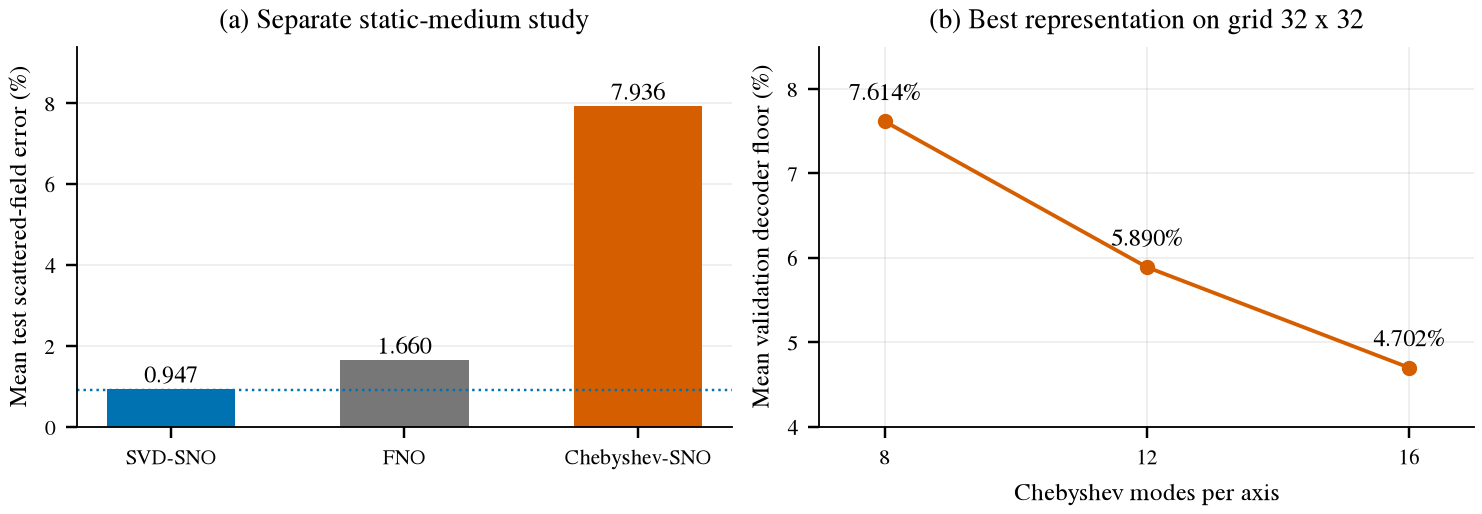 (a) Separate static-medium study
Mean test scattered-field error (%)
8
6
4
2
0
0.947
1.660
7.936
SVD-SNO
FNO
Chebyshev-SNO
(b) Best representation on grid 32 x 32
Mean validation decoder floor (%)
8
7
6
5
4
7.614%
5.890%
4.702%
8
12
16
Chebyshev modes per axis